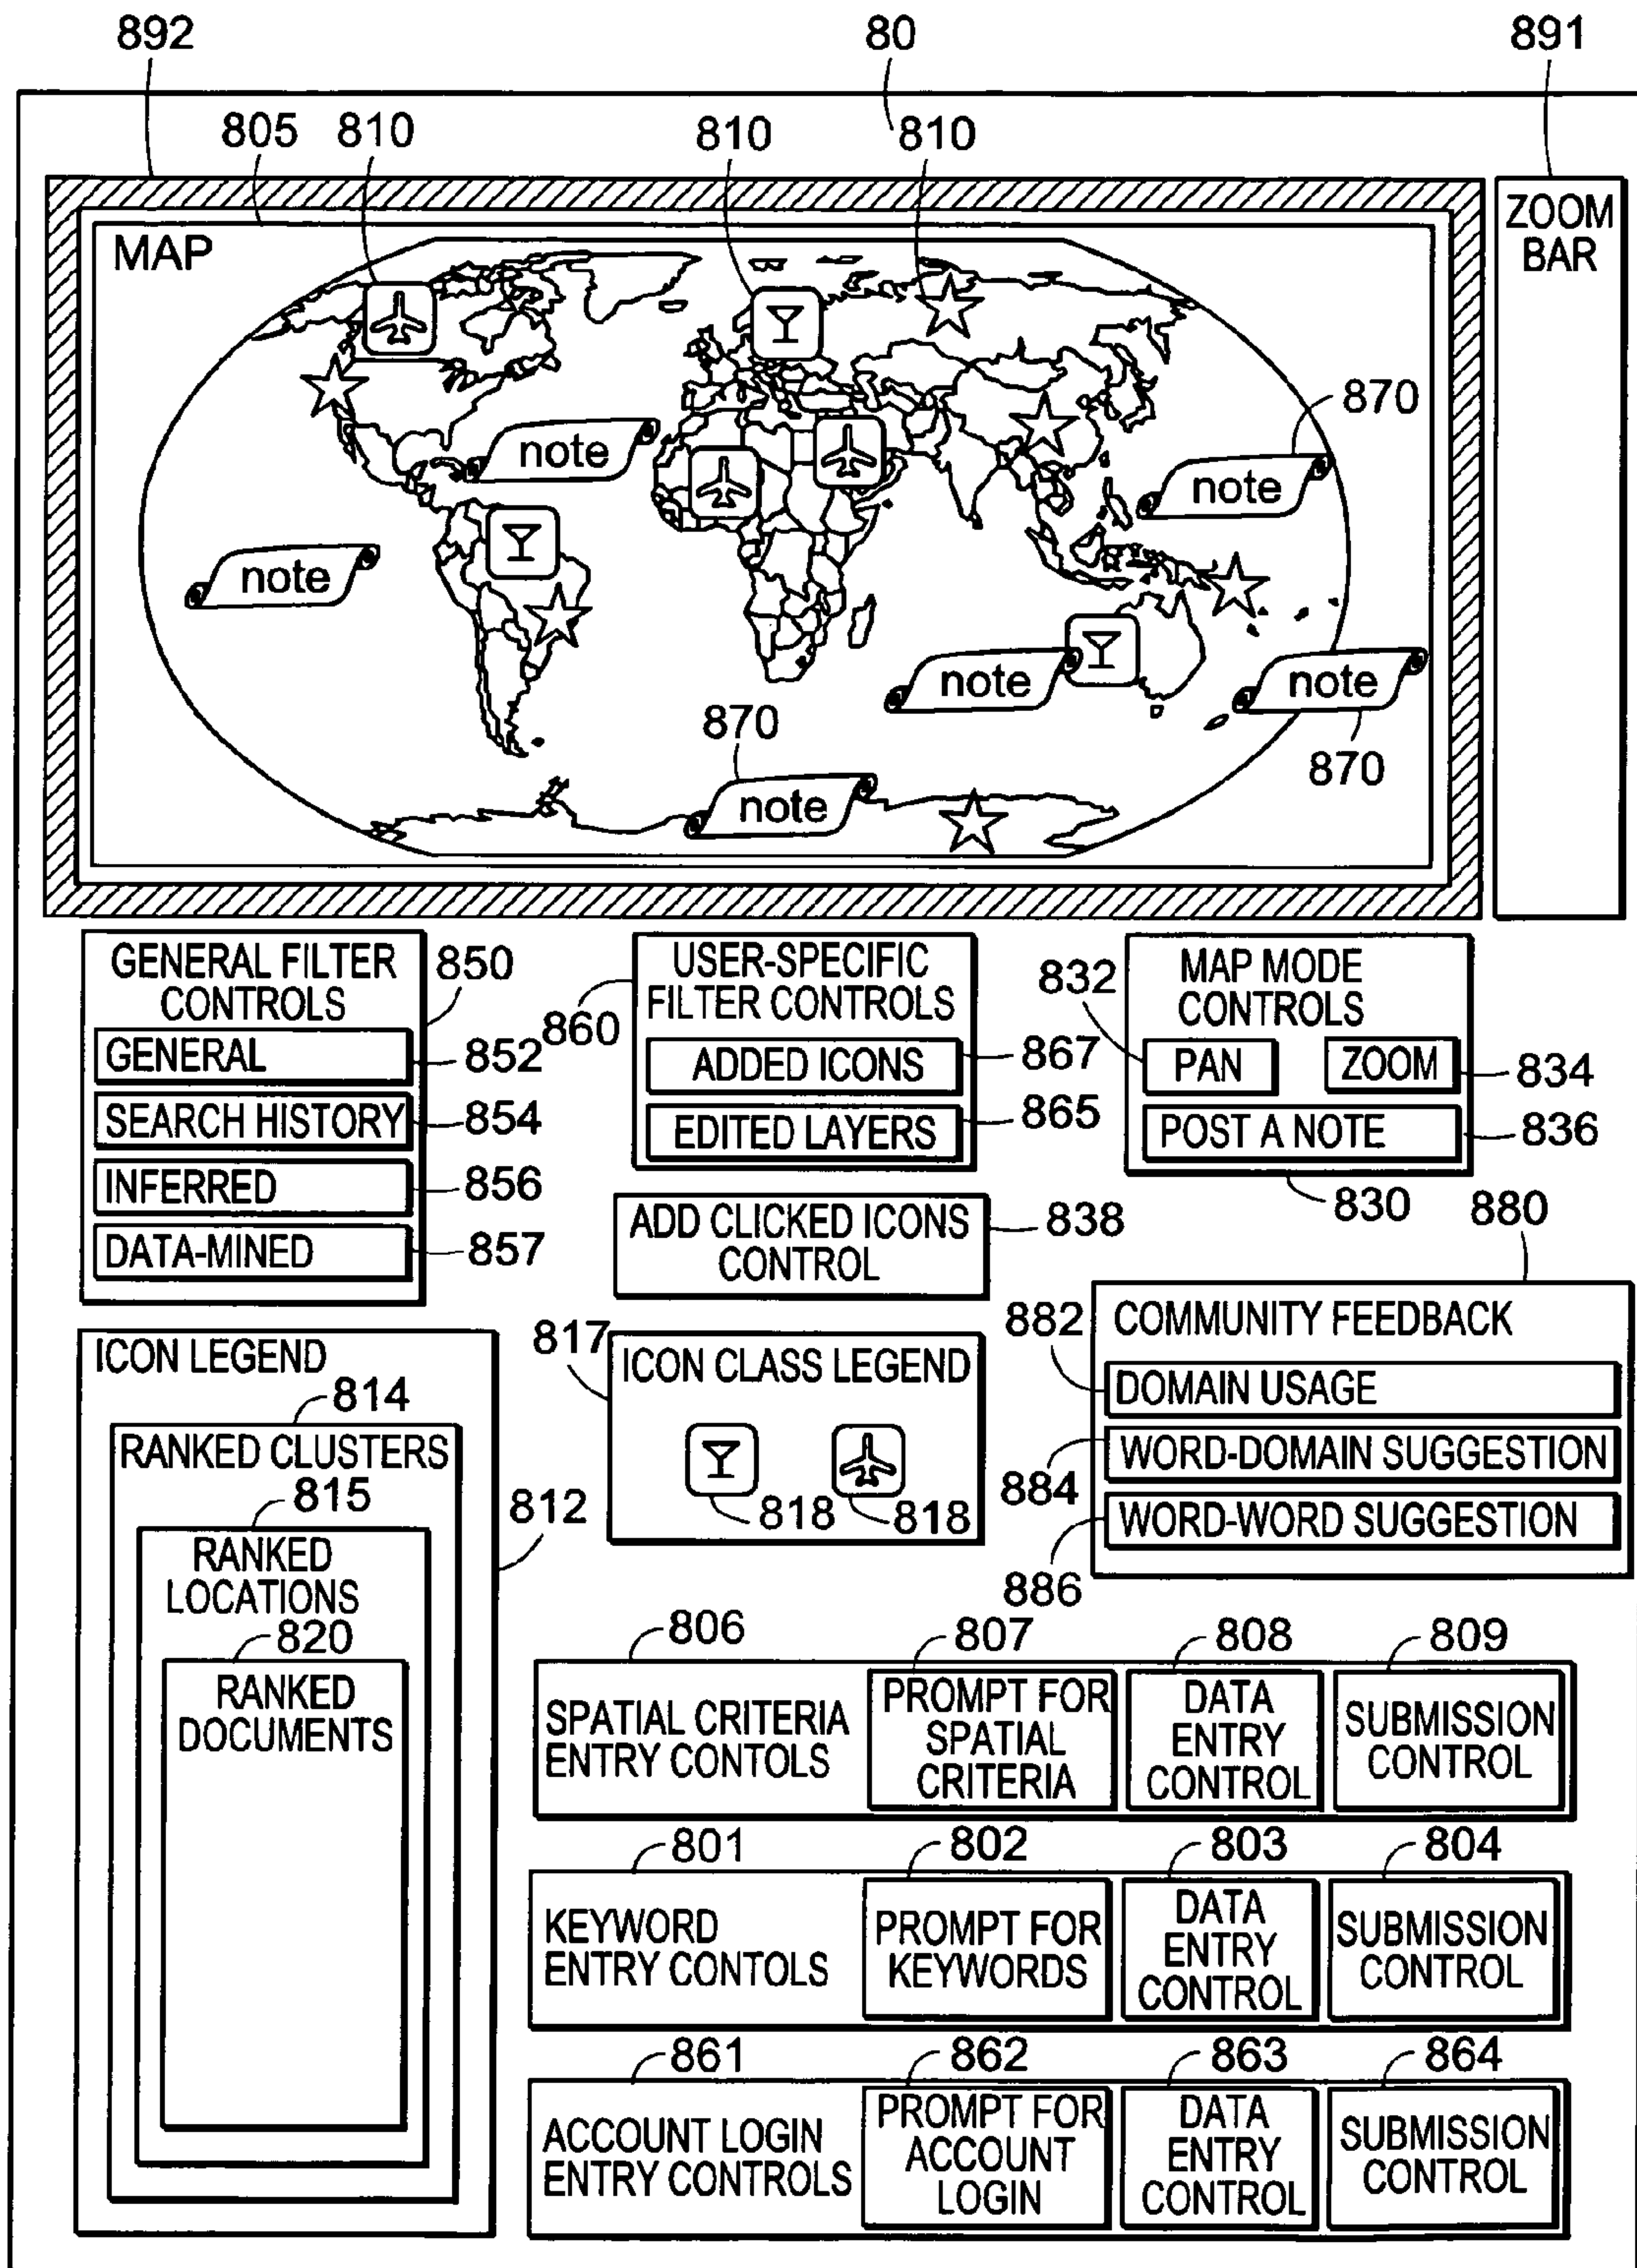 892
80
891
805
810
810
810
MAP
ZOOM
BAR
870
note
note
note
note
note
870
870
note
GENERAL FILTER
CONTROLS
850
GENERAL
852
SEARCH HISTORY
854
INFERRED
856
DATA-MINED
857
USER-SPECIFIC
FILTER CONTROLS
860
ADDED ICONS
867
EDITED LAYERS
865
MAP MODE
CONTROLS
832
PAN
ZOOM
834
POST A NOTE
836
830
ADD CLICKED ICONS
CONTROL
838
880
COMMUNITY FEEDBACK
882
DOMAIN USAGE
WORD-DOMAIN SUGGESTION
884
WORD-WORD SUGGESTION
886
817
ICON CLASS LEGEND
818
818
ICON LEGEND
814
RANKED CLUSTERS
815
812
RANKED
LOCATIONS
820
RANKED
DOCUMENTS
806
807
808
809
SPATIAL CRITERIA
ENTRY CONTOLS
PROMPT FOR
SPATIAL
CRITERIA
DATA
ENTRY
CONTROL
SUBMISSION
CONTROL
801
802
803
804
KEYWORD
ENTRY CONTOLS
PROMPT FOR
KEYWORDS
DATA
ENTRY
CONTROL
SUBMISSION
CONTROL
861
862
863
864
ACCOUNT LOGIN
ENTRY CONTROLS
PROMPT FOR
ACCOUNT
LOGIN
DATA
ENTRY
CONTROL
SUBMISSION
CONTROL